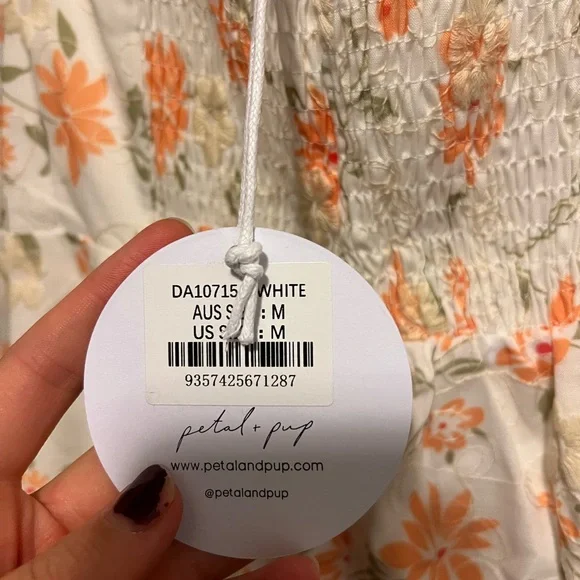 DA10715 WHITE
AUS : M
US : M
9357425671287
petal + pup
www.petalandpup.com
@petalandpup